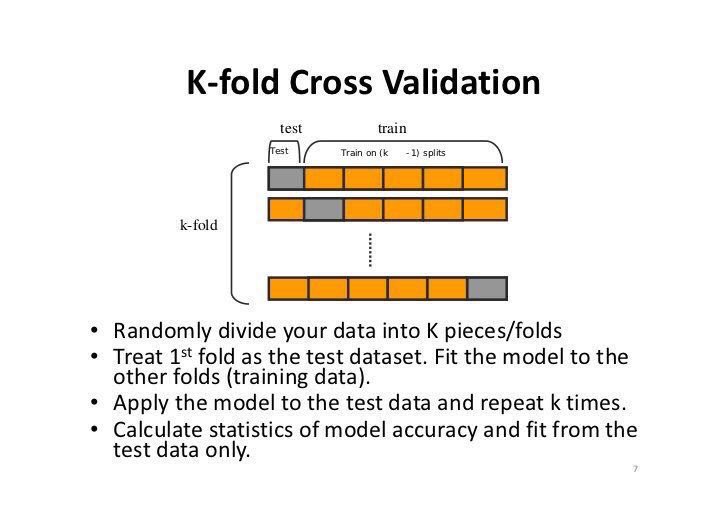 K-fold Cross Validation
test train
Test Train on (k -1) splits
k-fold
• Randomly divide your data into K pieces/folds
• Treat 1st fold as the test dataset. Fit the model to the
other folds (training data).
• Apply the model to the test data and repeat k times.
• Calculate statistics of model accuracy and fit from the
test data only.
7